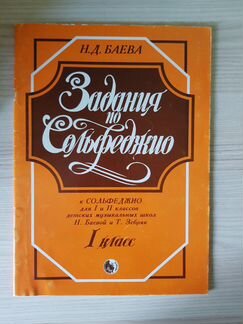 Н.Д. БАЕВА
Задания
по
Сольфеджио
к СОЛЬФЕДЖИО
для I и II классов
детских музыкальных школ
Н. Баевой и Т. Зебряк
I класс